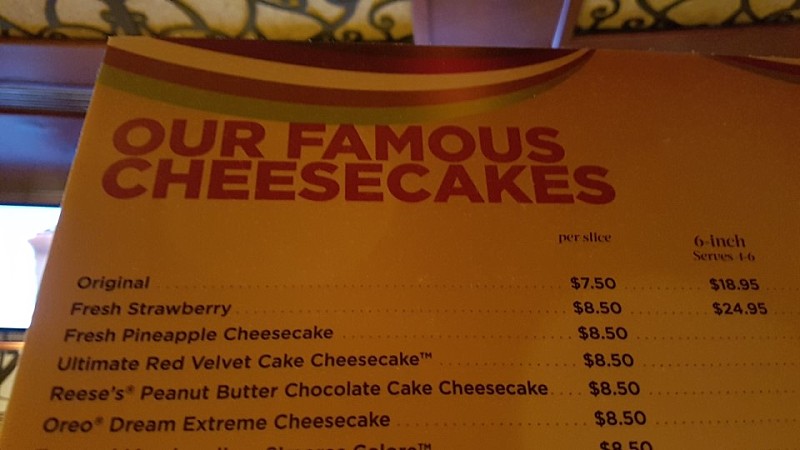 OUR FAMOUS
CHEESECAKES
per slice 6-inch
Serves 4-6
Original $7.50 $18.95
Fresh Strawberry $8.50 $24.95
Fresh Pineapple Cheesecake $8.50
Ultimate Red Velvet Cake Cheesecake™ $8.50
Reese's® Peanut Butter Chocolate Cake Cheesecake $8.50
Oreo® Dream Extreme Cheesecake $8.50
$8.50